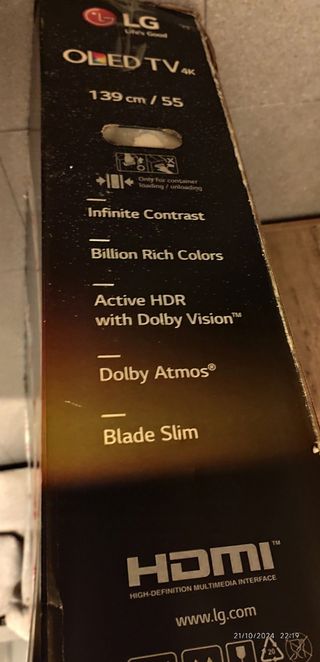 LG
Life's Good
OLED TV 4K
139 cm / 55
Only for container
loading / unloading
Infinite Contrast
Billion Rich Colors
Active HDR
with Dolby Vision™
Dolby Atmos®
Blade Slim
HDMI™
HIGH-DEFINITION MULTIMEDIA INTERFACE
www.lg.com
21/10/2024 22:19
20